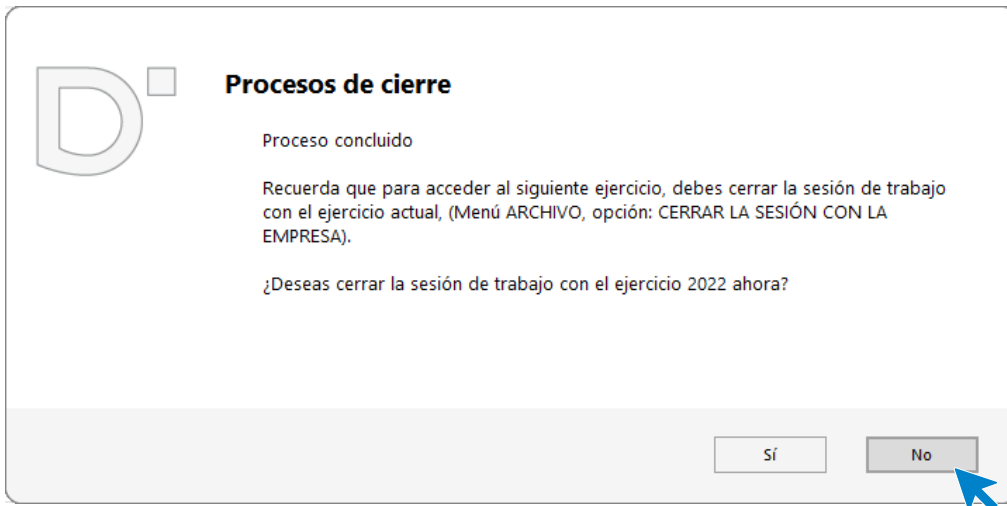 Procesos de cierre
Proceso concluido
Recuerda que para acceder al siguiente ejercicio, debes cerrar la sesión de trabajo
con el ejercicio actual, (Menú ARCHIVO, opción: CERRAR LA SESIÓN CON LA
EMPRESA).
¿Deseas cerrar la sesión de trabajo con el ejercicio 2022 ahora?
Sí
No